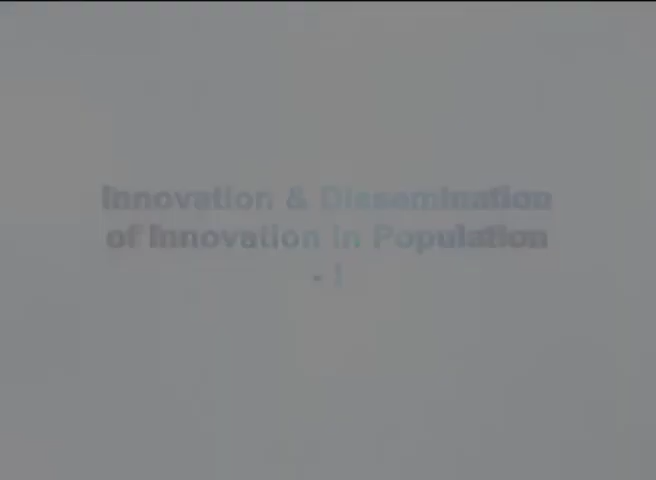 Innovation & Dissemination
of Innovation in Population
- I